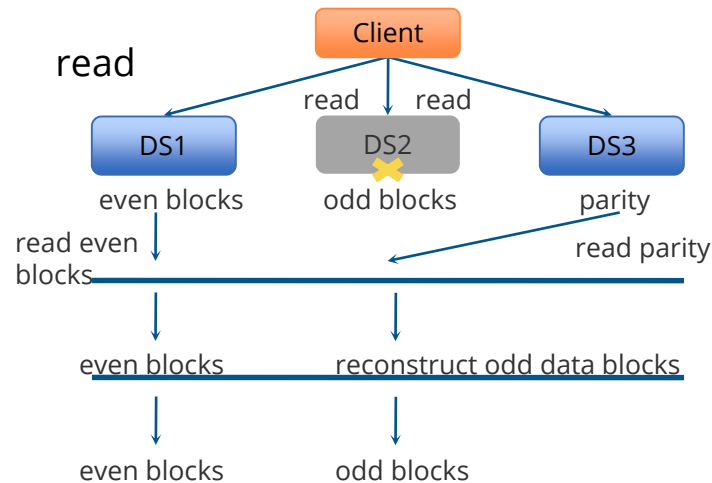 Client
read
read read
DS1 DS2 DS3
even blocks odd blocks parity
read even
blocks
read parity
even blocks reconstruct odd data blocks
even blocks odd blocks